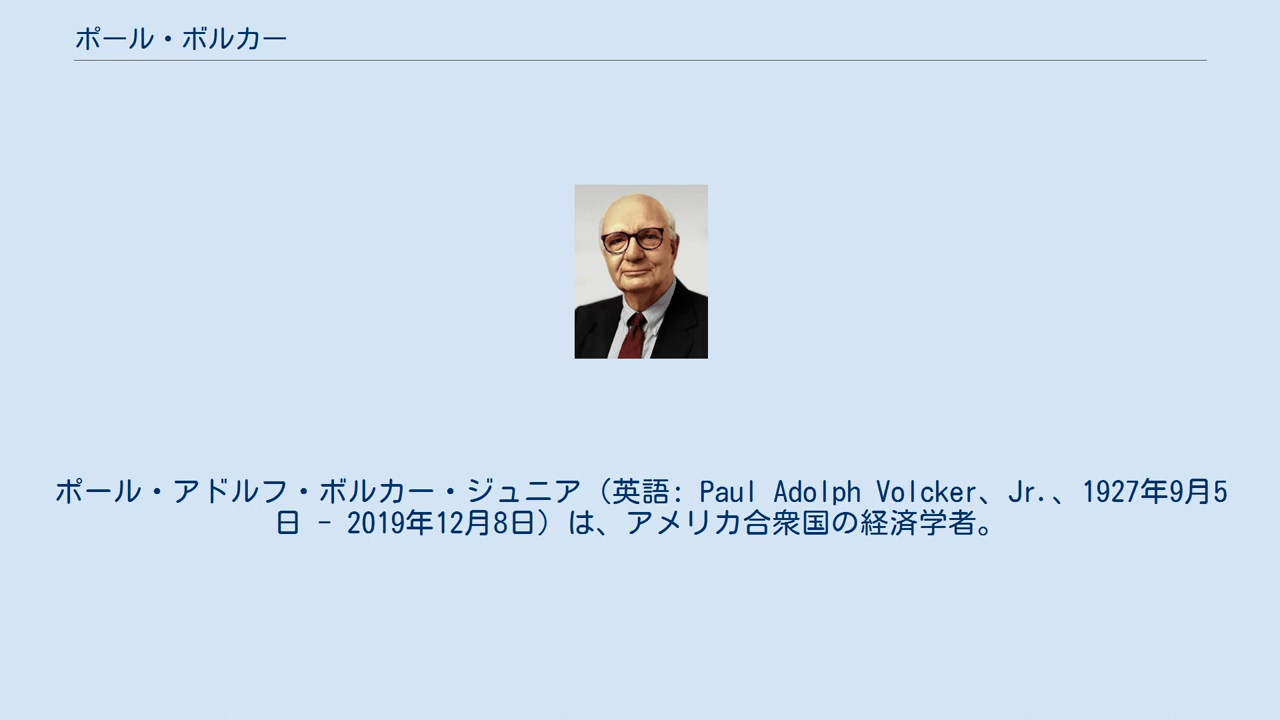 ポール・ボルカー
ポール・アドルフ・ボルカー・ジュニア（英語: Paul Adolph Volcker、Jr.、1927年9月5
日 - 2019年12月8日）は、アメリカ合衆国の経済学者。